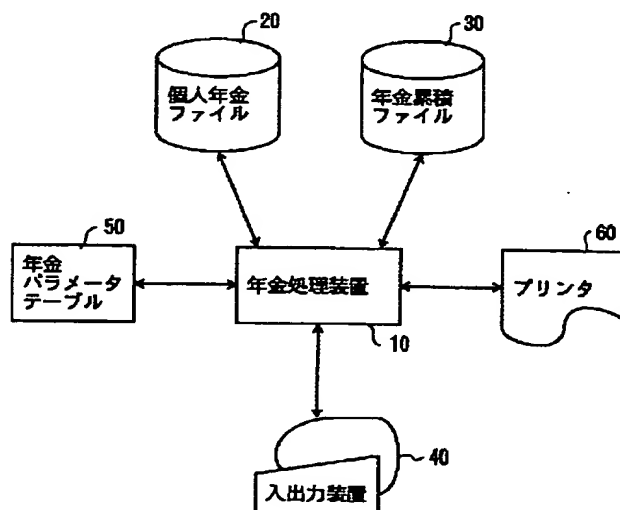 20
個人年金
ファイル
30
年金累積
ファイル
50
年金
パラメータ
テーブル
年金処理装置
10
60
プリンタ
40
入出力装置